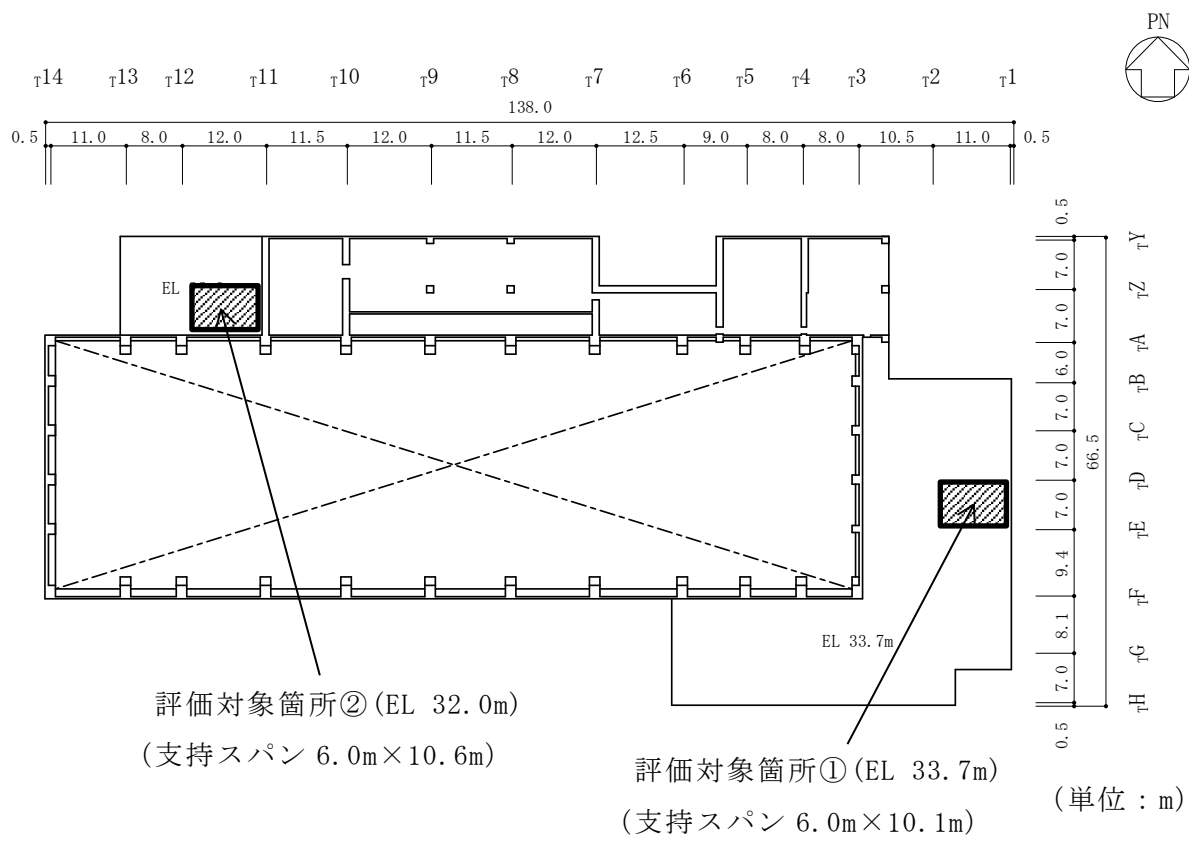 PN
T14 T13 T12 T11 T10 T9 T8 T7 T6 T5 T4 T3 T2 T1
138.0
0.5 11.0 8.0 12.0 11.5 12.0 11.5 12.0 12.5 9.0 8.0 8.0 10.5 11.0 0.5
0.5
7.0
7.0
6.0
7.0
7.0
7.0
9.4
8.1
7.0
0.5
66.5
TY
TZ
TA
TB
TC
TD
TE
TF
TG
TH
EL
EL 33.7m
評価対象箇所②(EL 32.0m)
(支持スパン 6.0m×10.6m)
評価対象箇所①(EL 33.7m)
(支持スパン 6.0m×10.1m)
(単位：m)